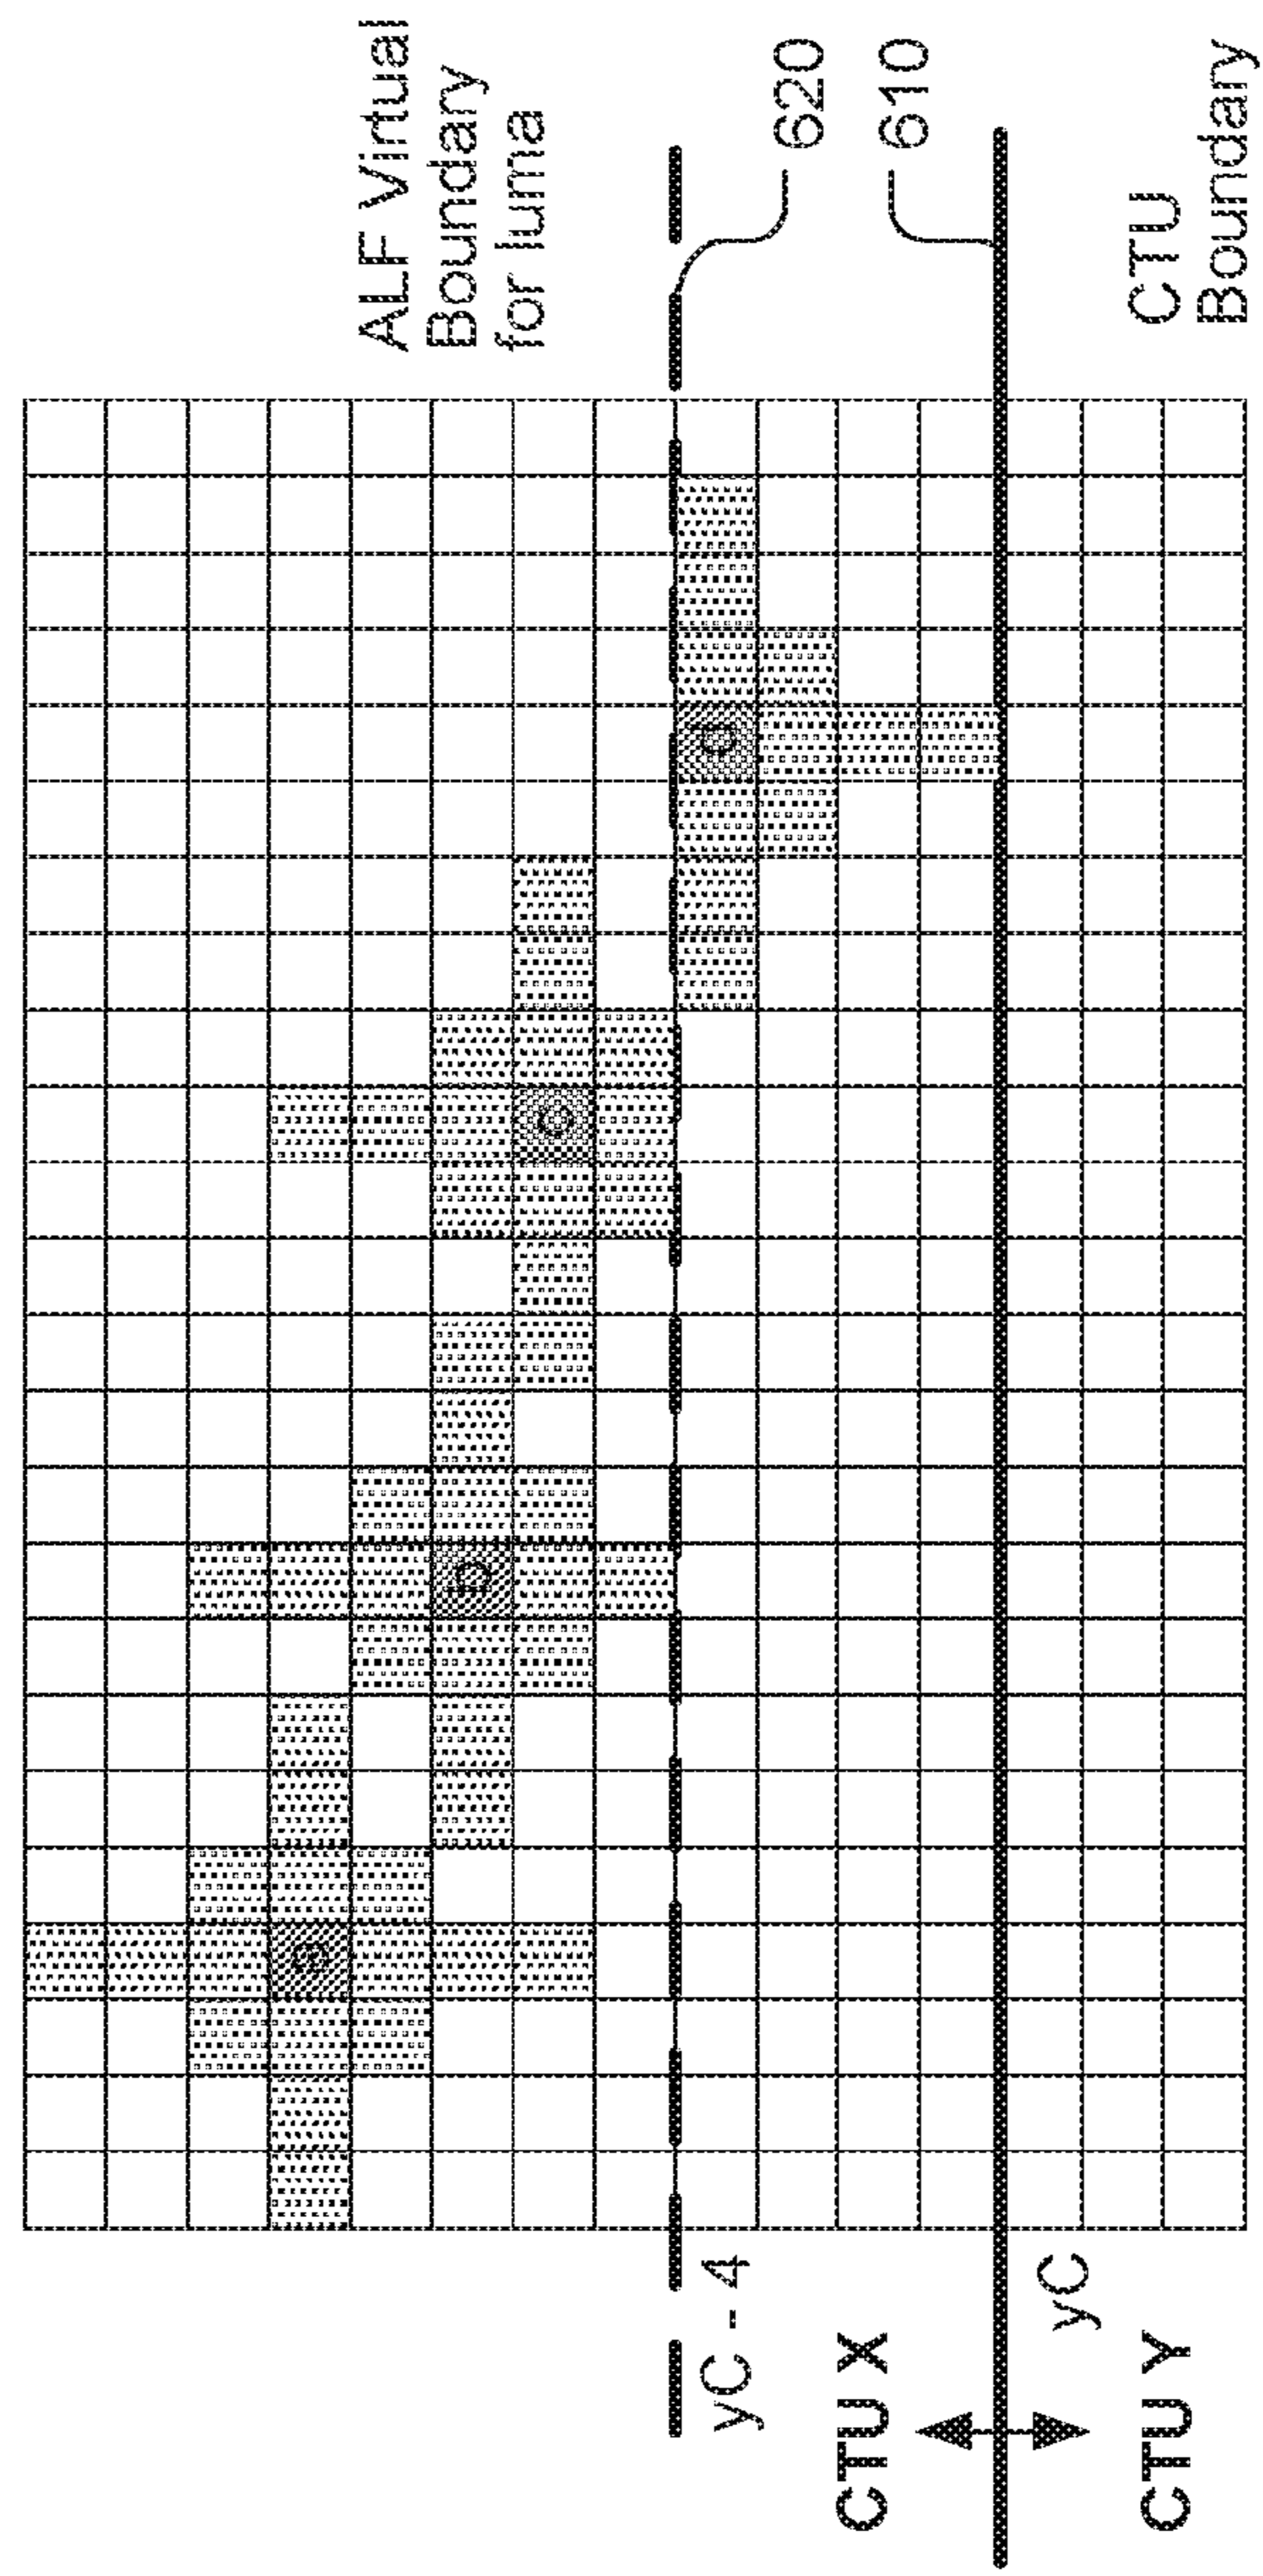 ALF Virtual
Boundary
for luma
620
610
CTU
Boundary
yC - 4
CTU X
yC
CTU Y